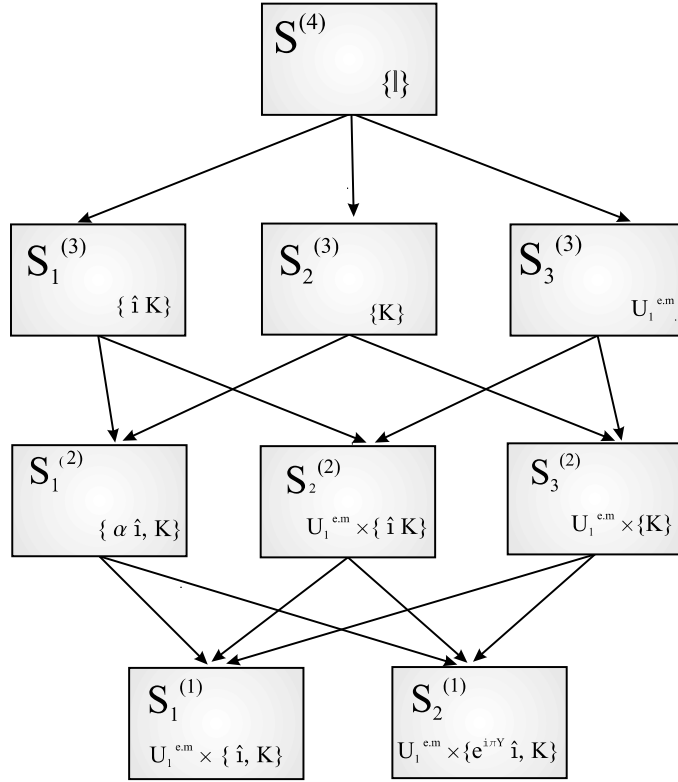 S^(4)
{𝕀}
S_1^(3)
{ î K}
S_2^(3)
{K}
S_3^(3)
U_1^e.m.
S_1^(2)
{ α î, K}
S_2^(2)
U_1^e.m × { î K}
S_3^(2)
U_1^e.m × {K}
S_1^(1)
U_1^e.m × { î, K}
S_2^(1)
U_1^e.m × {e^iπY î, K}